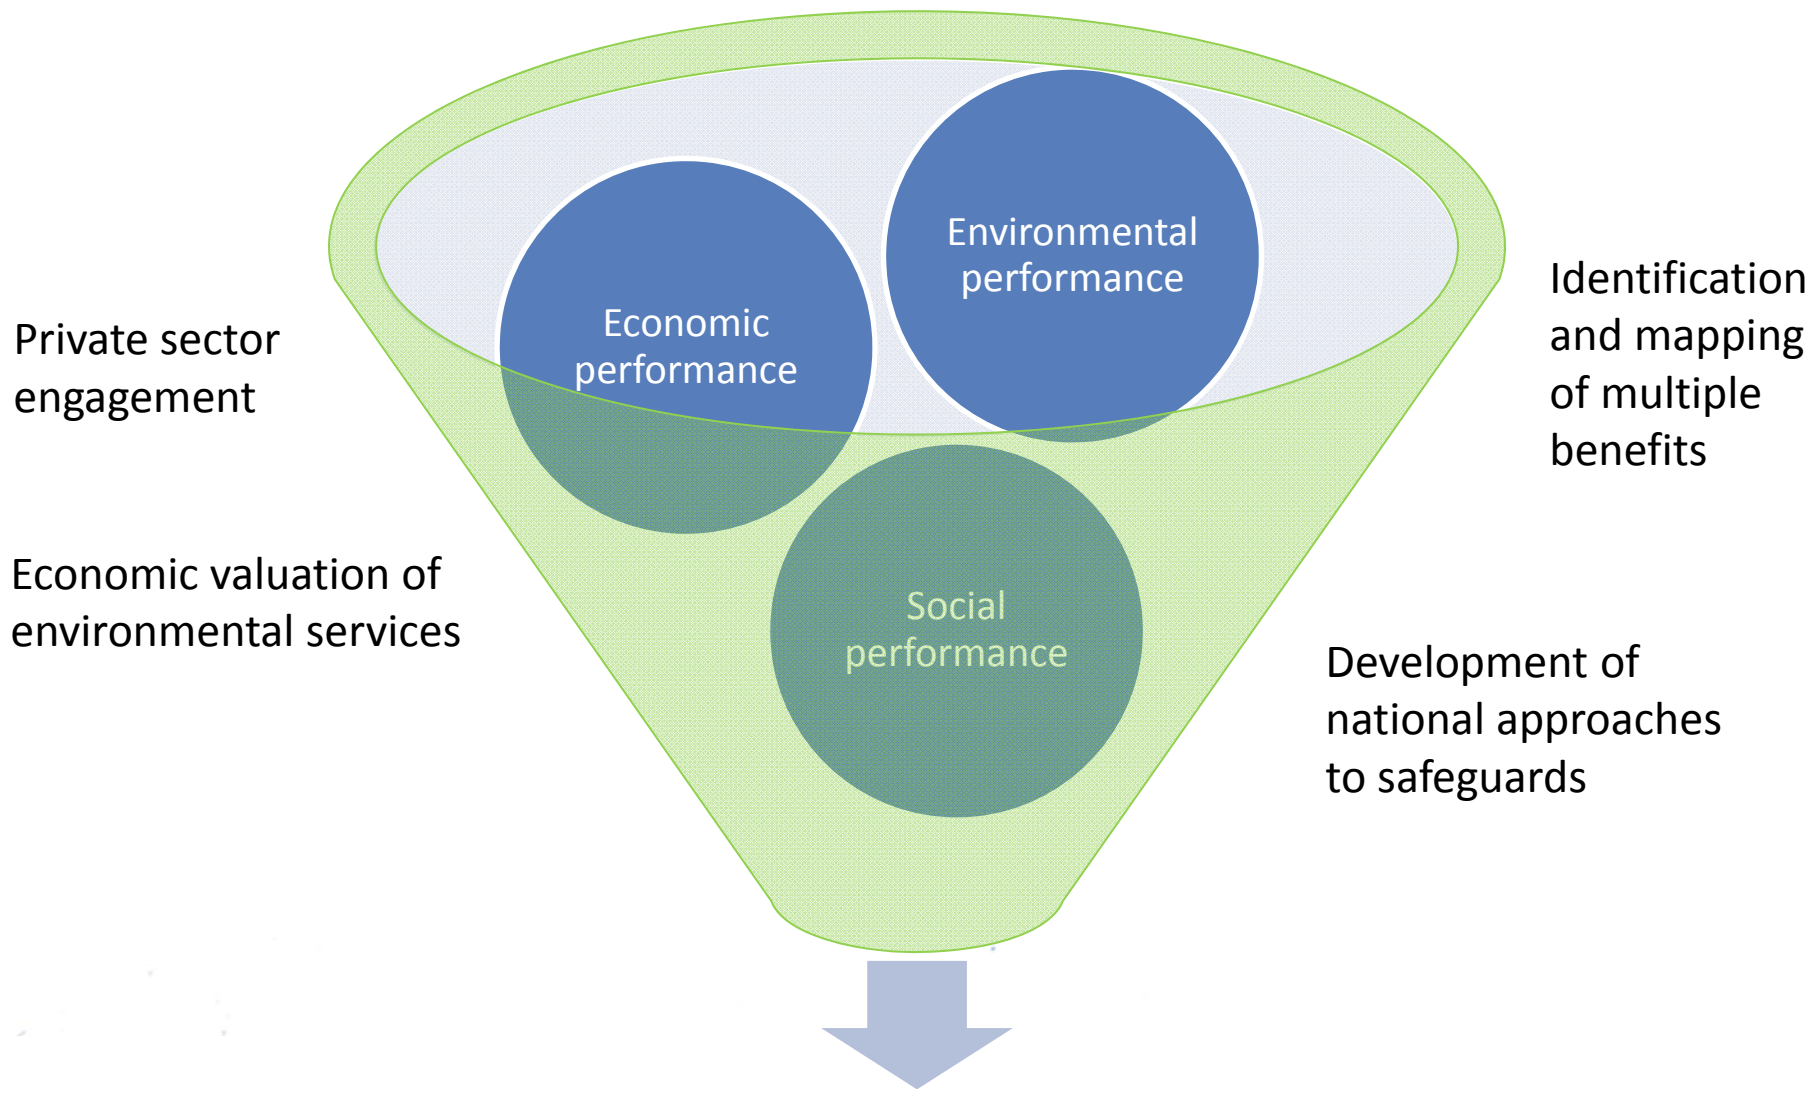 Environmental
performance
Economic
performance
Social
performance
Private sector
engagement
Economic valuation of
environmental services
Identification
and mapping
of multiple
benefits
Development of
national approaches
to safeguards